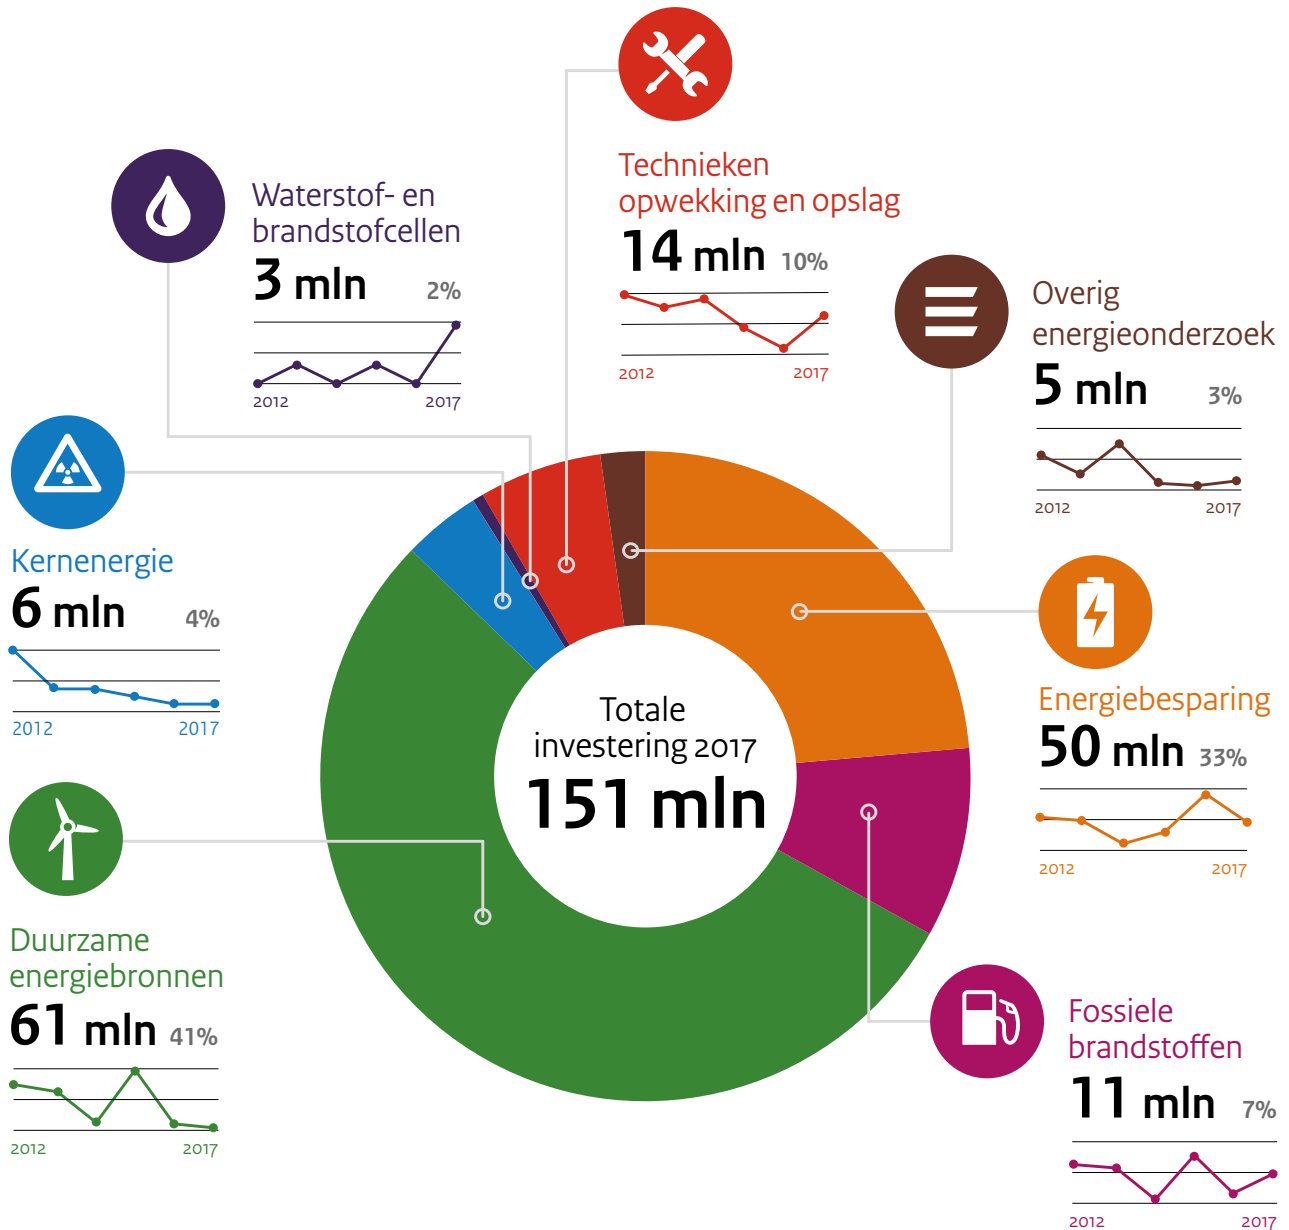 Technieken
opwekking en opslag
14 mln 10%
2012 2017
Waterstof- en
brandstofcellen
3 mln 2%
2012 2017
Overig
energieonderzoek
5 mln 3%
2012 2017
Kernenergie
6 mln 4%
2012 2017
Energiebesparing
50 mln 33%
2012 2017
Totale
investering 2017
151 mln
Duurzame
energiebronnen
61 mln 41%
2012 2017
Fossiele
brandstoffen
11 mln 7%
2012 2017